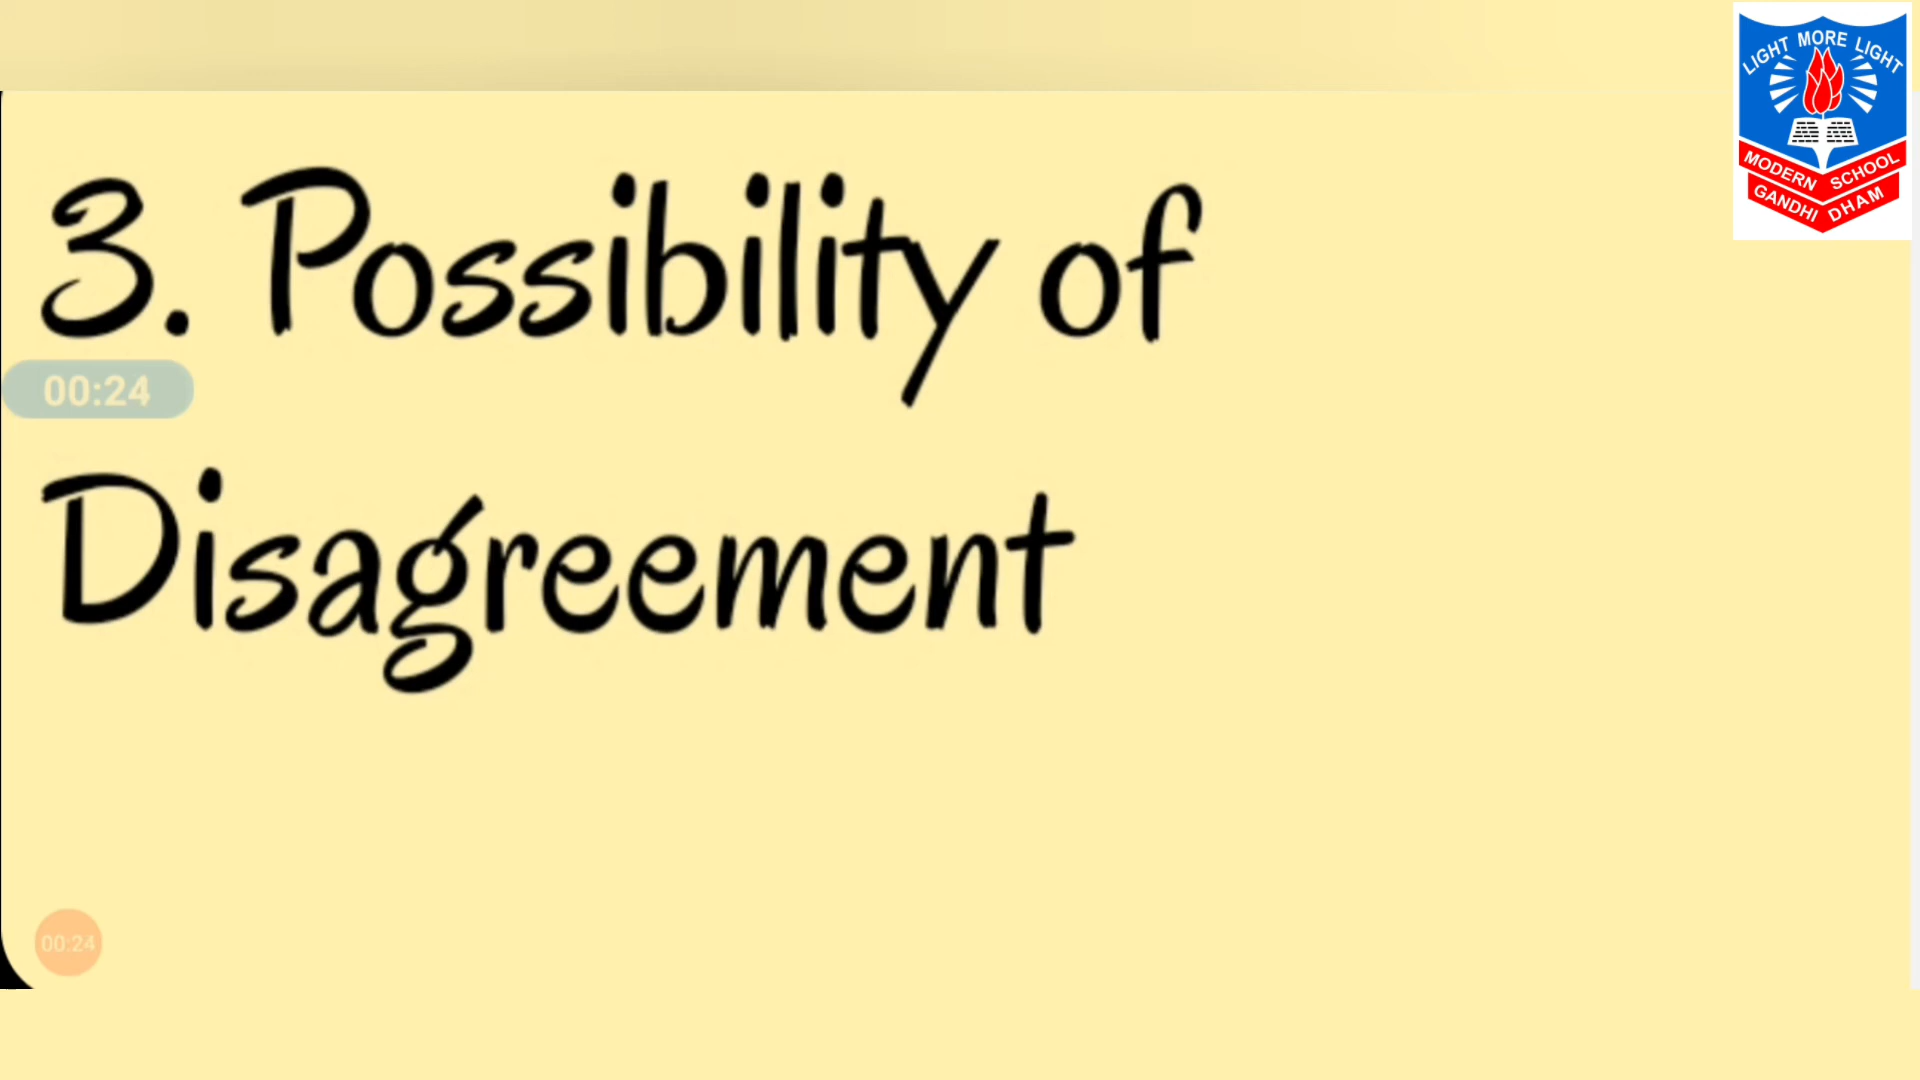 LIGHT MORE LIGHT
MODERN SCHOOL
GANDHI DHAM
3. Possibility of
00:24
Disagreement
00:24